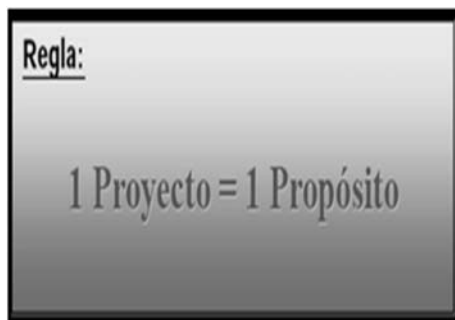 Regla:
1 Proyecto = 1 Propósito